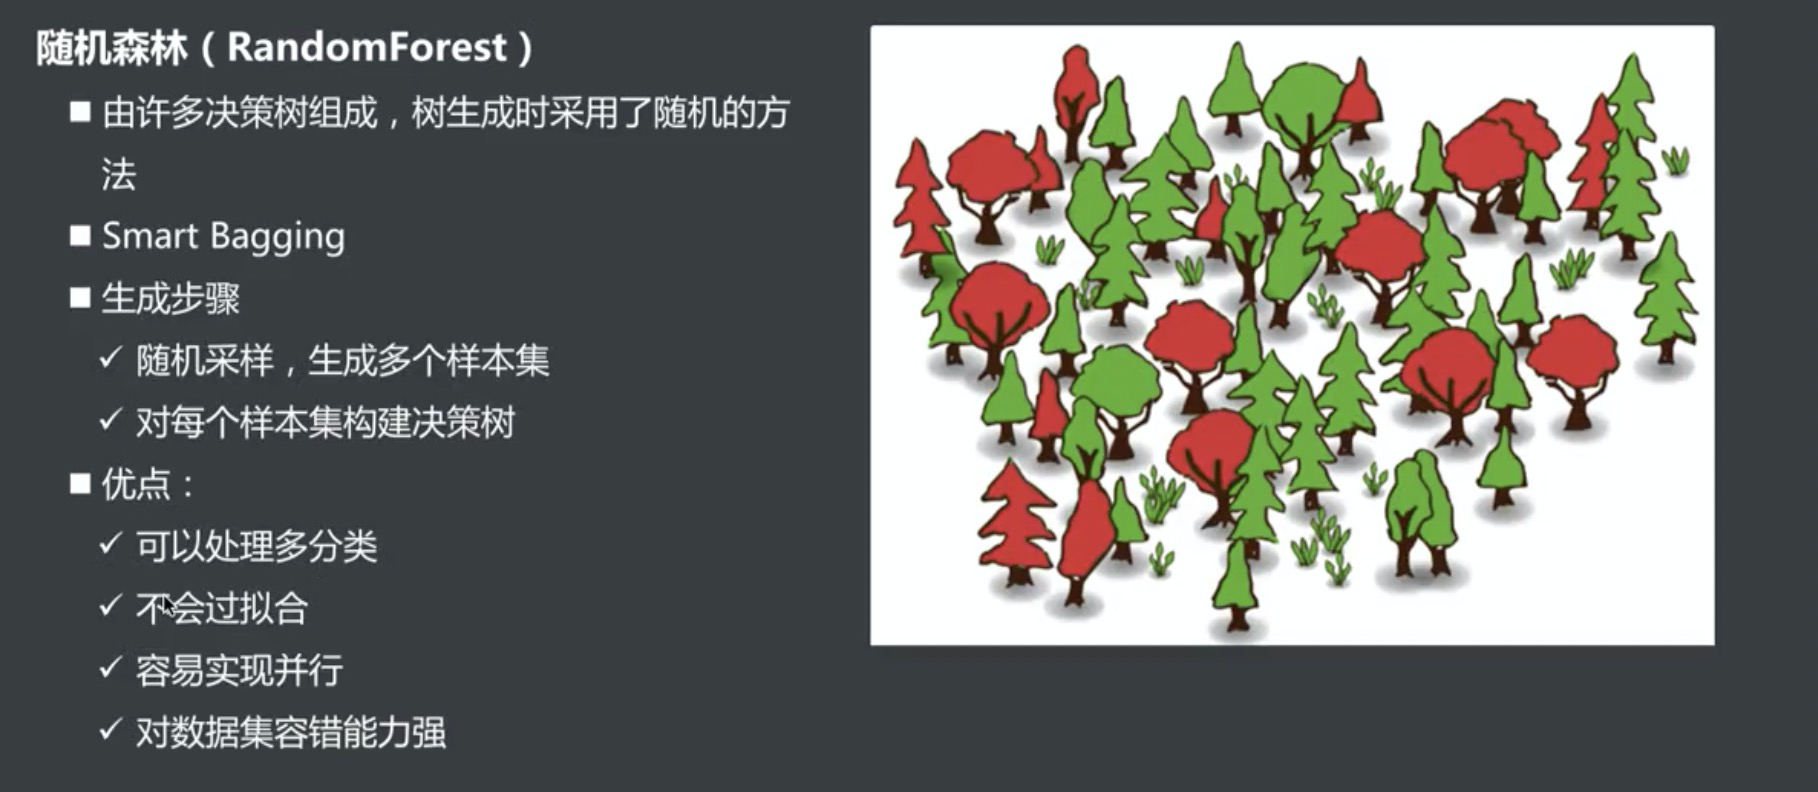 随机森林（RandomForest）
由许多决策树组成，树生成时采用了随机的方
法
Smart Bagging
生成步骤
随机采样，生成多个样本集
对每个样本集构建决策树
优点：
可以处理多分类
不会过拟合
容易实现并行
对数据集容错能力强